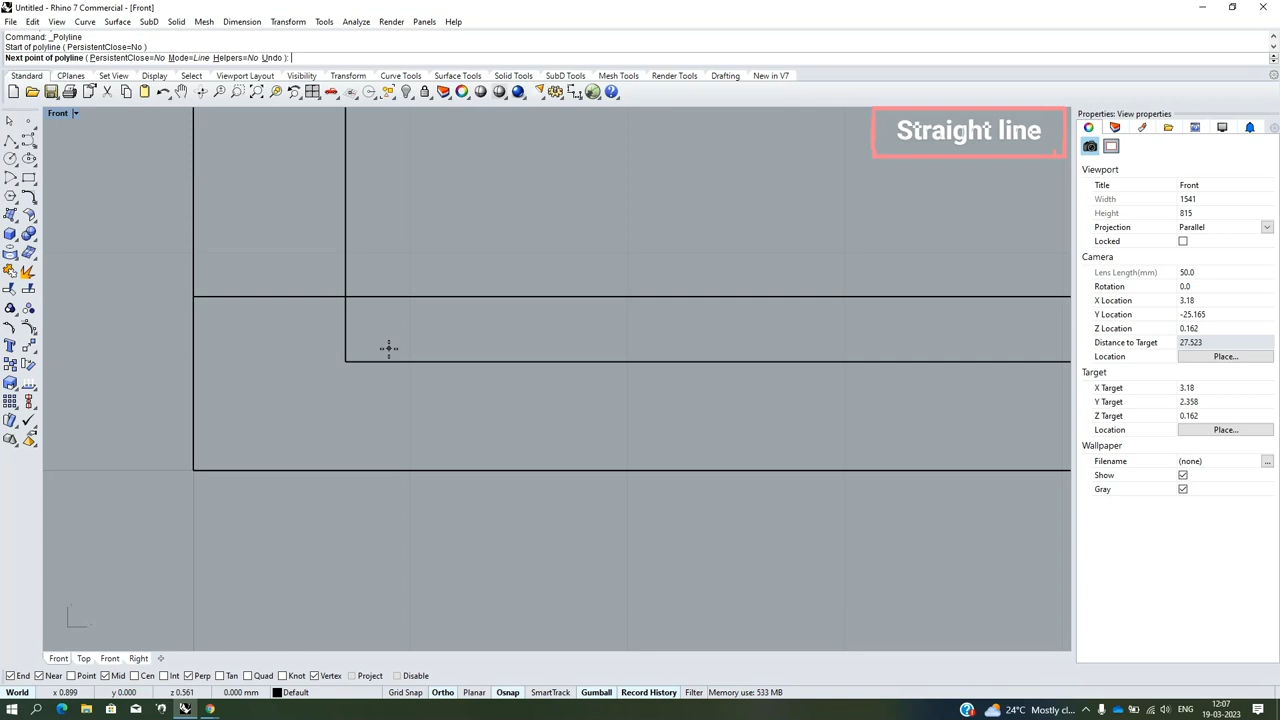 Untitled - Rhino 7 Commercial - [Front]
File Edit View Curve Surface SubD Solid Mesh Dimension Transform Tools Analyze Render Panels Help
Command: _Polyline
Start of polyline ( PersistentClose=No )
Next point of polyline ( PersistentClose=No Mode=Line Helpers=No Undo ):
Standard CPlanes Set View Display Select Viewport Layout Visibility Transform Curve Tools Surface Tools Solid Tools SubD Tools Mesh Tools Render Tools Drafting New in V7
Front
Straight line
Properties: View properties
Viewport
Title Front
Width 1541
Height 815
Projection Parallel
Locked
Camera
Lens Length(mm) 50.0
Rotation 0.0
X Location 3.18
Y Location -25.165
Z Location 0.162
Distance to Target 27.523
Location Place...
Target
X Target 3.18
Y Target 2.358
Z Target 0.162
Location Place...
Wallpaper
Filename (none) ...
Show
Gray
Front Top Front Right
End Near Point Mid Cen Int Perp Tan Quad Knot Vertex Project Disable
World x 0.899 y 0.000 z 0.561 0.000 mm Default Grid Snap Ortho Planar Osnap SmartTrack Gumball Record History Filter Memory use: 533 MB
24°C Mostly cl... ENG 12:07
19-03-2023